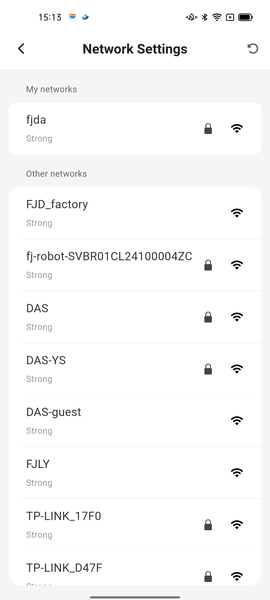 15:13
Network Settings
My networks
fjda
Strong
Other networks
FJD_factory
Strong
fj-robot-SVBR01CL24100004ZC
Strong
DAS
Strong
DAS-YS
Strong
DAS-guest
Strong
FJLY
Strong
TP-LINK_17F0
Strong
TP-LINK_D47F
Strong